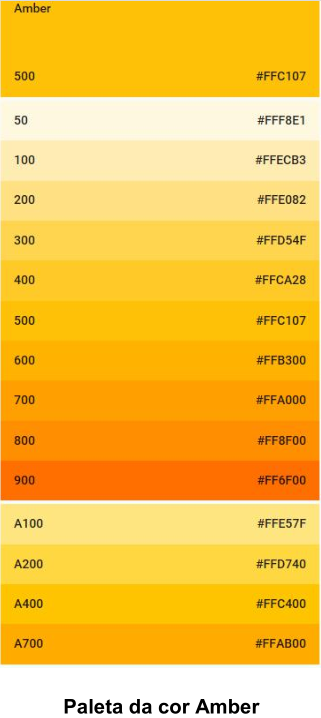 Amber
500 #FFC107
50 #FFF8E1
100 #FFECB3
200 #FFE082
300 #FFD54F
400 #FFCA28
500 #FFC107
600 #FFB300
700 #FFA000
800 #FF8F00
900 #FF6F00
A100 #FFE57F
A200 #FFD740
A400 #FFC400
A700 #FFAB00
Paleta da cor Amber